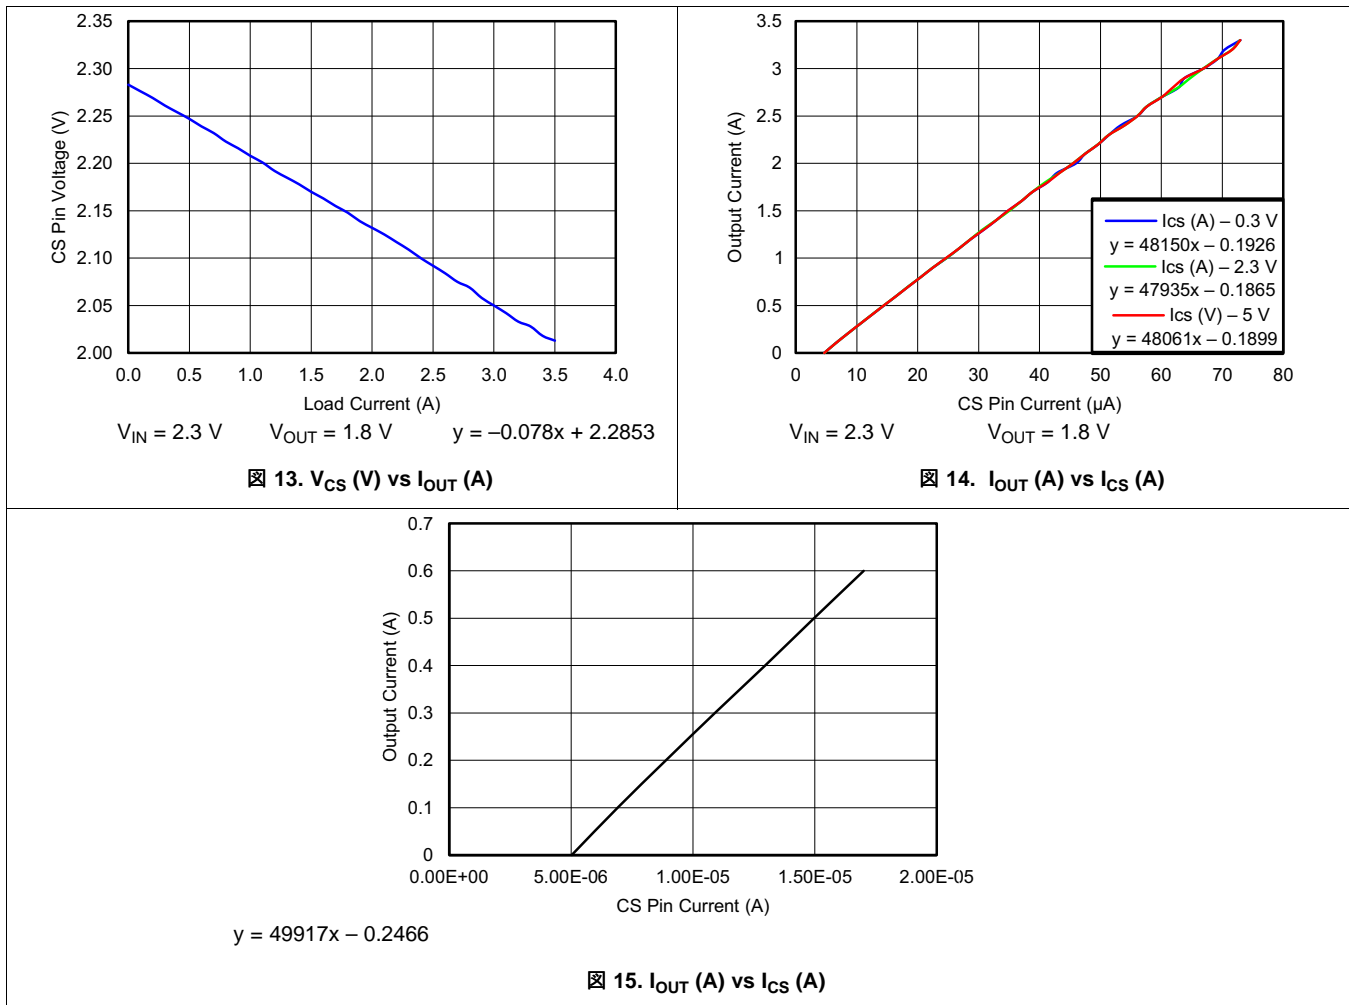 2.35
2.30
2.25
2.20
2.15
2.10
2.05
2.00
CS Pin Voltage (V)
0.0 0.5 1.0 1.5 2.0 2.5 3.0 3.5 4.0
Load Current (A)
VIN = 2.3 V VOUT = 1.8 V y = –0.078x + 2.2853
図 13. VCS (V) vs IOUT (A)
3.5
3
2.5
2
1.5
1
0.5
0
Output Current (A)
Ics (A) – 0.3 V
y = 48150x – 0.1926
Ics (A) – 2.3 V
y = 47935x – 0.1865
Ics (V) – 5 V
y = 48061x – 0.1899
0 10 20 30 40 50 60 70 80
CS Pin Current (µA)
VIN = 2.3 V VOUT = 1.8 V
図 14. IOUT (A) vs ICS (A)
0.7
0.6
0.5
0.4
0.3
0.2
0.1
0
Output Current (A)
0.00E+00 5.00E-06 1.00E-05 1.50E-05 2.00E-05
CS Pin Current (A)
y = 49917x – 0.2466
図 15. IOUT (A) vs ICS (A)